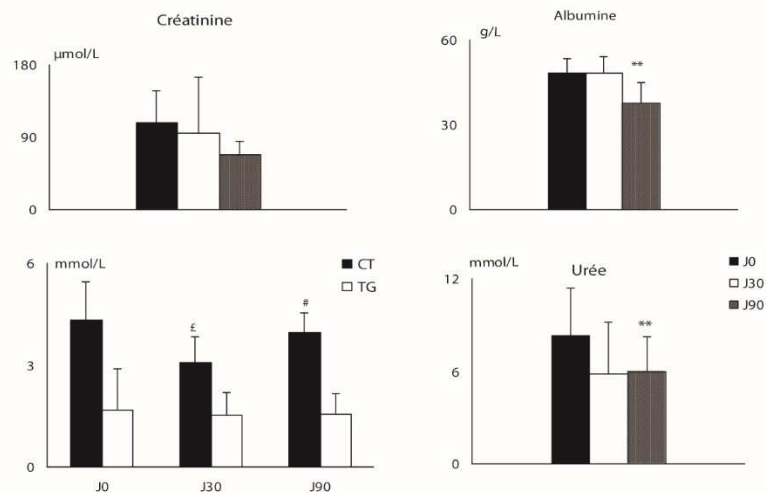 Créatinine
µmol/L
180
90
0
Albumine
g/L
60
**
30
0
6
mmol/L
CT
TG
£
#
3
0
J0
J30
J90
mmol/L
Urée
12
J0
J30
J90
**
6
0